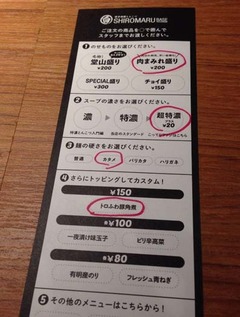 SHIROMARU BASE
ご注文の商品を○で囲んで
スタッフまでお渡しください。
1 のせものをお選びください。
堂山盛り
¥200
肉まみれ盛り
¥200
SPECIAL盛り
¥300
チョイ盛り
¥150
2 スープの濃さをお選びください。
濃 → 特濃 → 超特濃
¥20
3 麺の硬さをお選びください。
普通 カタメ バリカタ ハリガネ
4 さらにトッピングしてカスタム!
¥150
トロふわ豚角煮
¥100
一夜漬け味玉子 ピリ辛高菜
¥80
有明産のり フレッシュ青ねぎ
5 その他のメニューはこちらから!